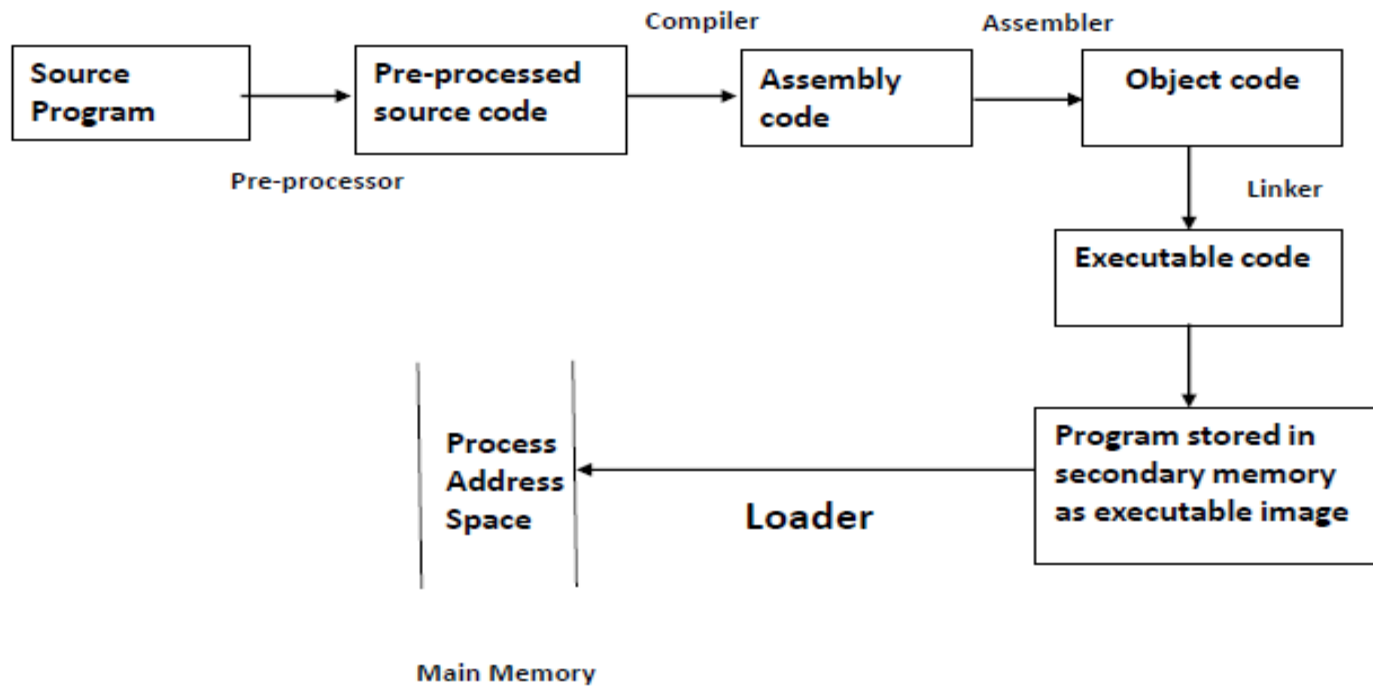 Compiler
Assembler
Source
Program
Pre-processed
source code
Assembly
code
Object code
Pre-processor
Linker
Executable code
Process
Address
Space
Loader
Program stored in
secondary memory
as executable image
Main Memory